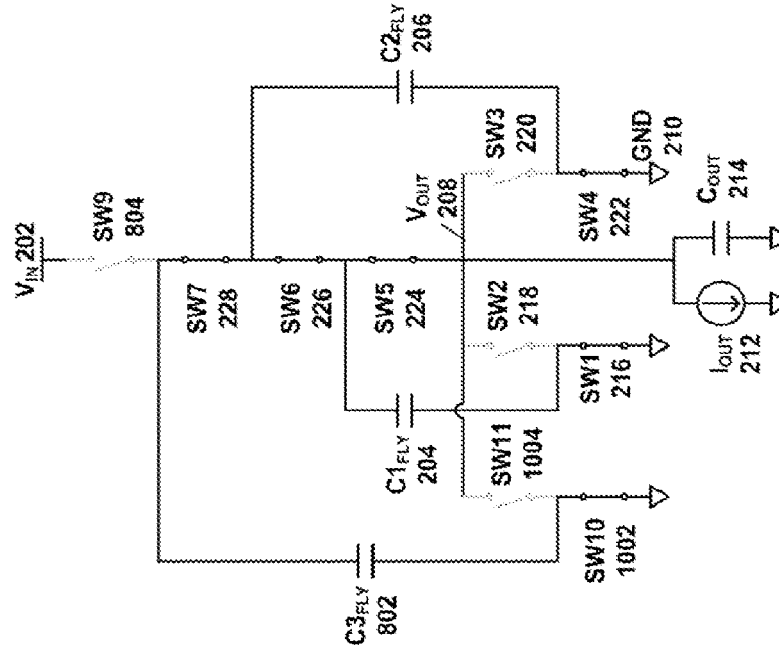 V_IN 202
SW9
804
SW7
228
C2_FLY
206
SW6
226
SW5
224
V_OUT
208
SW3
220
SW2
218
C1_FLY
204
SW11
1004
C3_FLY
802
GND
210
SW4
222
SW1
216
SW10
1002
C_OUT
214
I_OUT
212